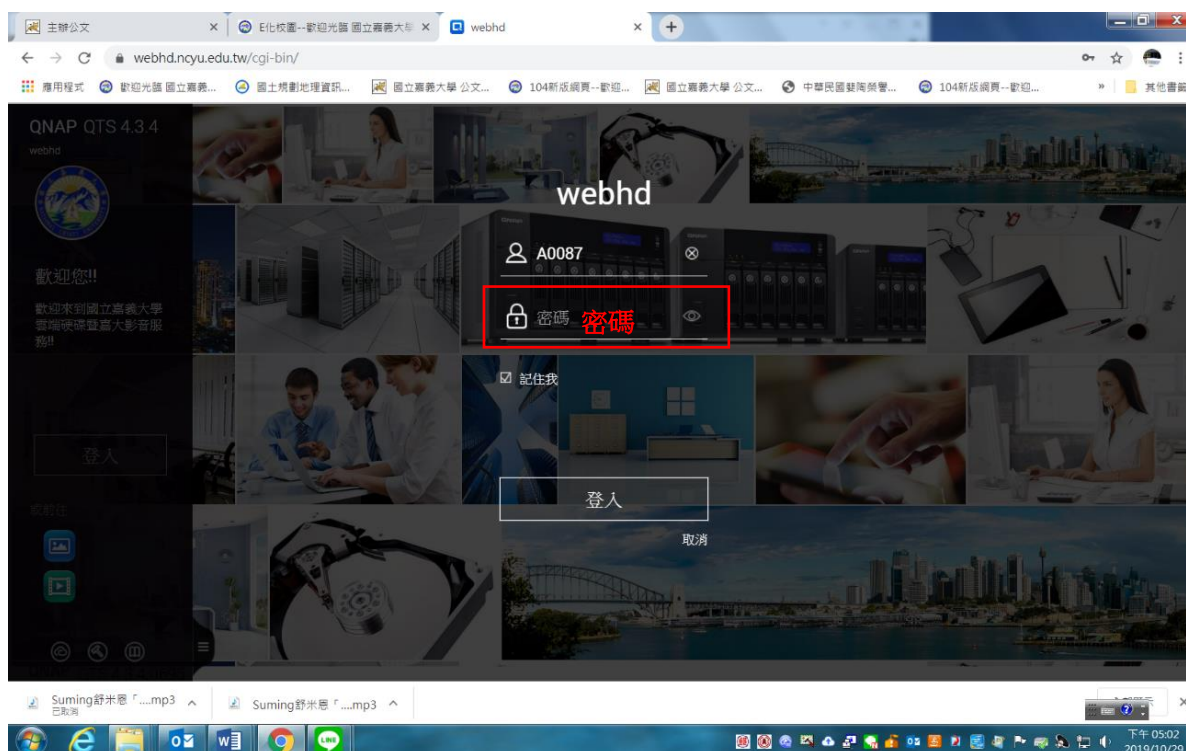 主辦公文
E化校園--歡迎光臨 國立嘉義大學
webhd
webhd.ncyu.edu.tw/cgi-bin/
應用程式
歡迎光臨 國立嘉義...
國土規劃地理資訊...
國立嘉義大學 公文...
104新版網頁--歡迎...
國立嘉義大學 公文...
104新版網頁--歡迎...
»
其他書籤
QNAP QTS 4.3.4
webhd
歡迎您!!
歡迎來到國立嘉義大學
雲端硬碟暨嘉大影音服
務!!
登入
或前往
webhd
A0087
密碼 密碼
記住我
登入
取消
Suming舒米恩「....mp3
已取消
Suming舒米恩「....mp3
下午 05:02
2019/10/29